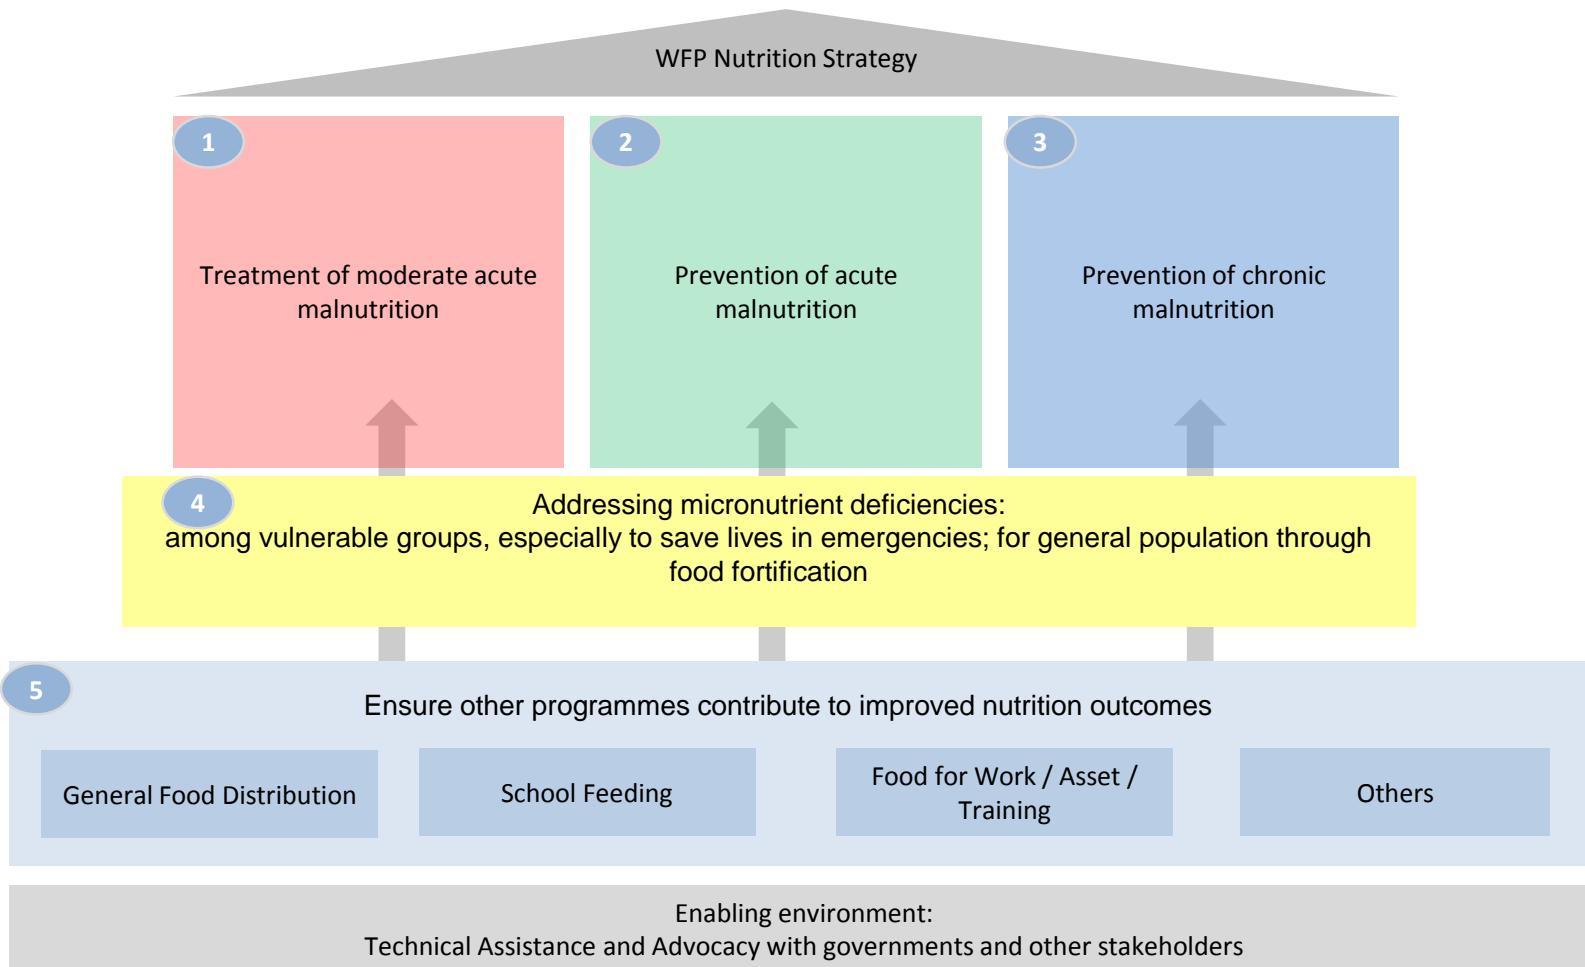 WFP Nutrition Strategy
1
2
3
Treatment of moderate acute
malnutrition
Prevention of acute
malnutrition
Prevention of chronic
malnutrition
4
Addressing micronutrient deficiencies:
among vulnerable groups, especially to save lives in emergencies; for general population through
food fortification
5
Ensure other programmes contribute to improved nutrition outcomes
General Food Distribution
School Feeding
Food for Work / Asset /
Training
Others
Enabling environment:
Technical Assistance and Advocacy with governments and other stakeholders